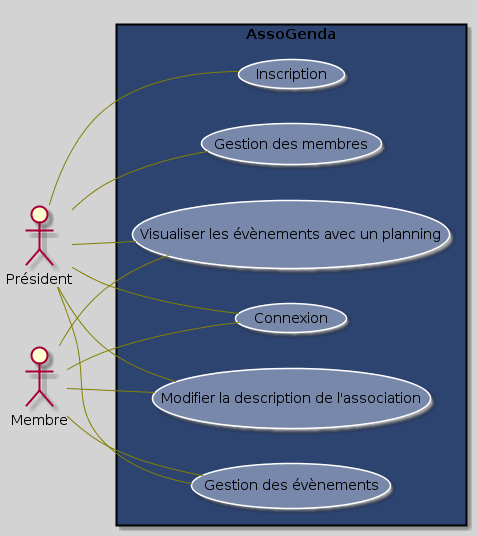 AssoGenda
Inscription
Gestion des membres
Visualiser les évènements avec un planning
Président
Connexion
Membre
Modifier la description de l'association
Gestion des évènements